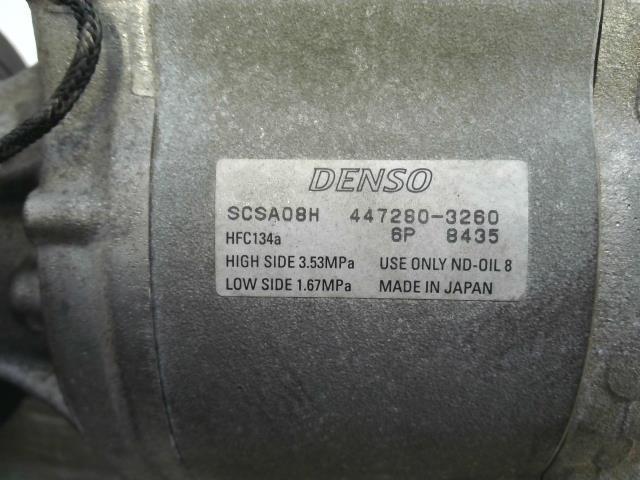 DENSO
SCSA08H 447280-3260
HFC134a 6P 8435
HIGH SIDE 3.53MPa USE ONLY ND-OIL 8
LOW SIDE 1.67MPa MADE IN JAPAN